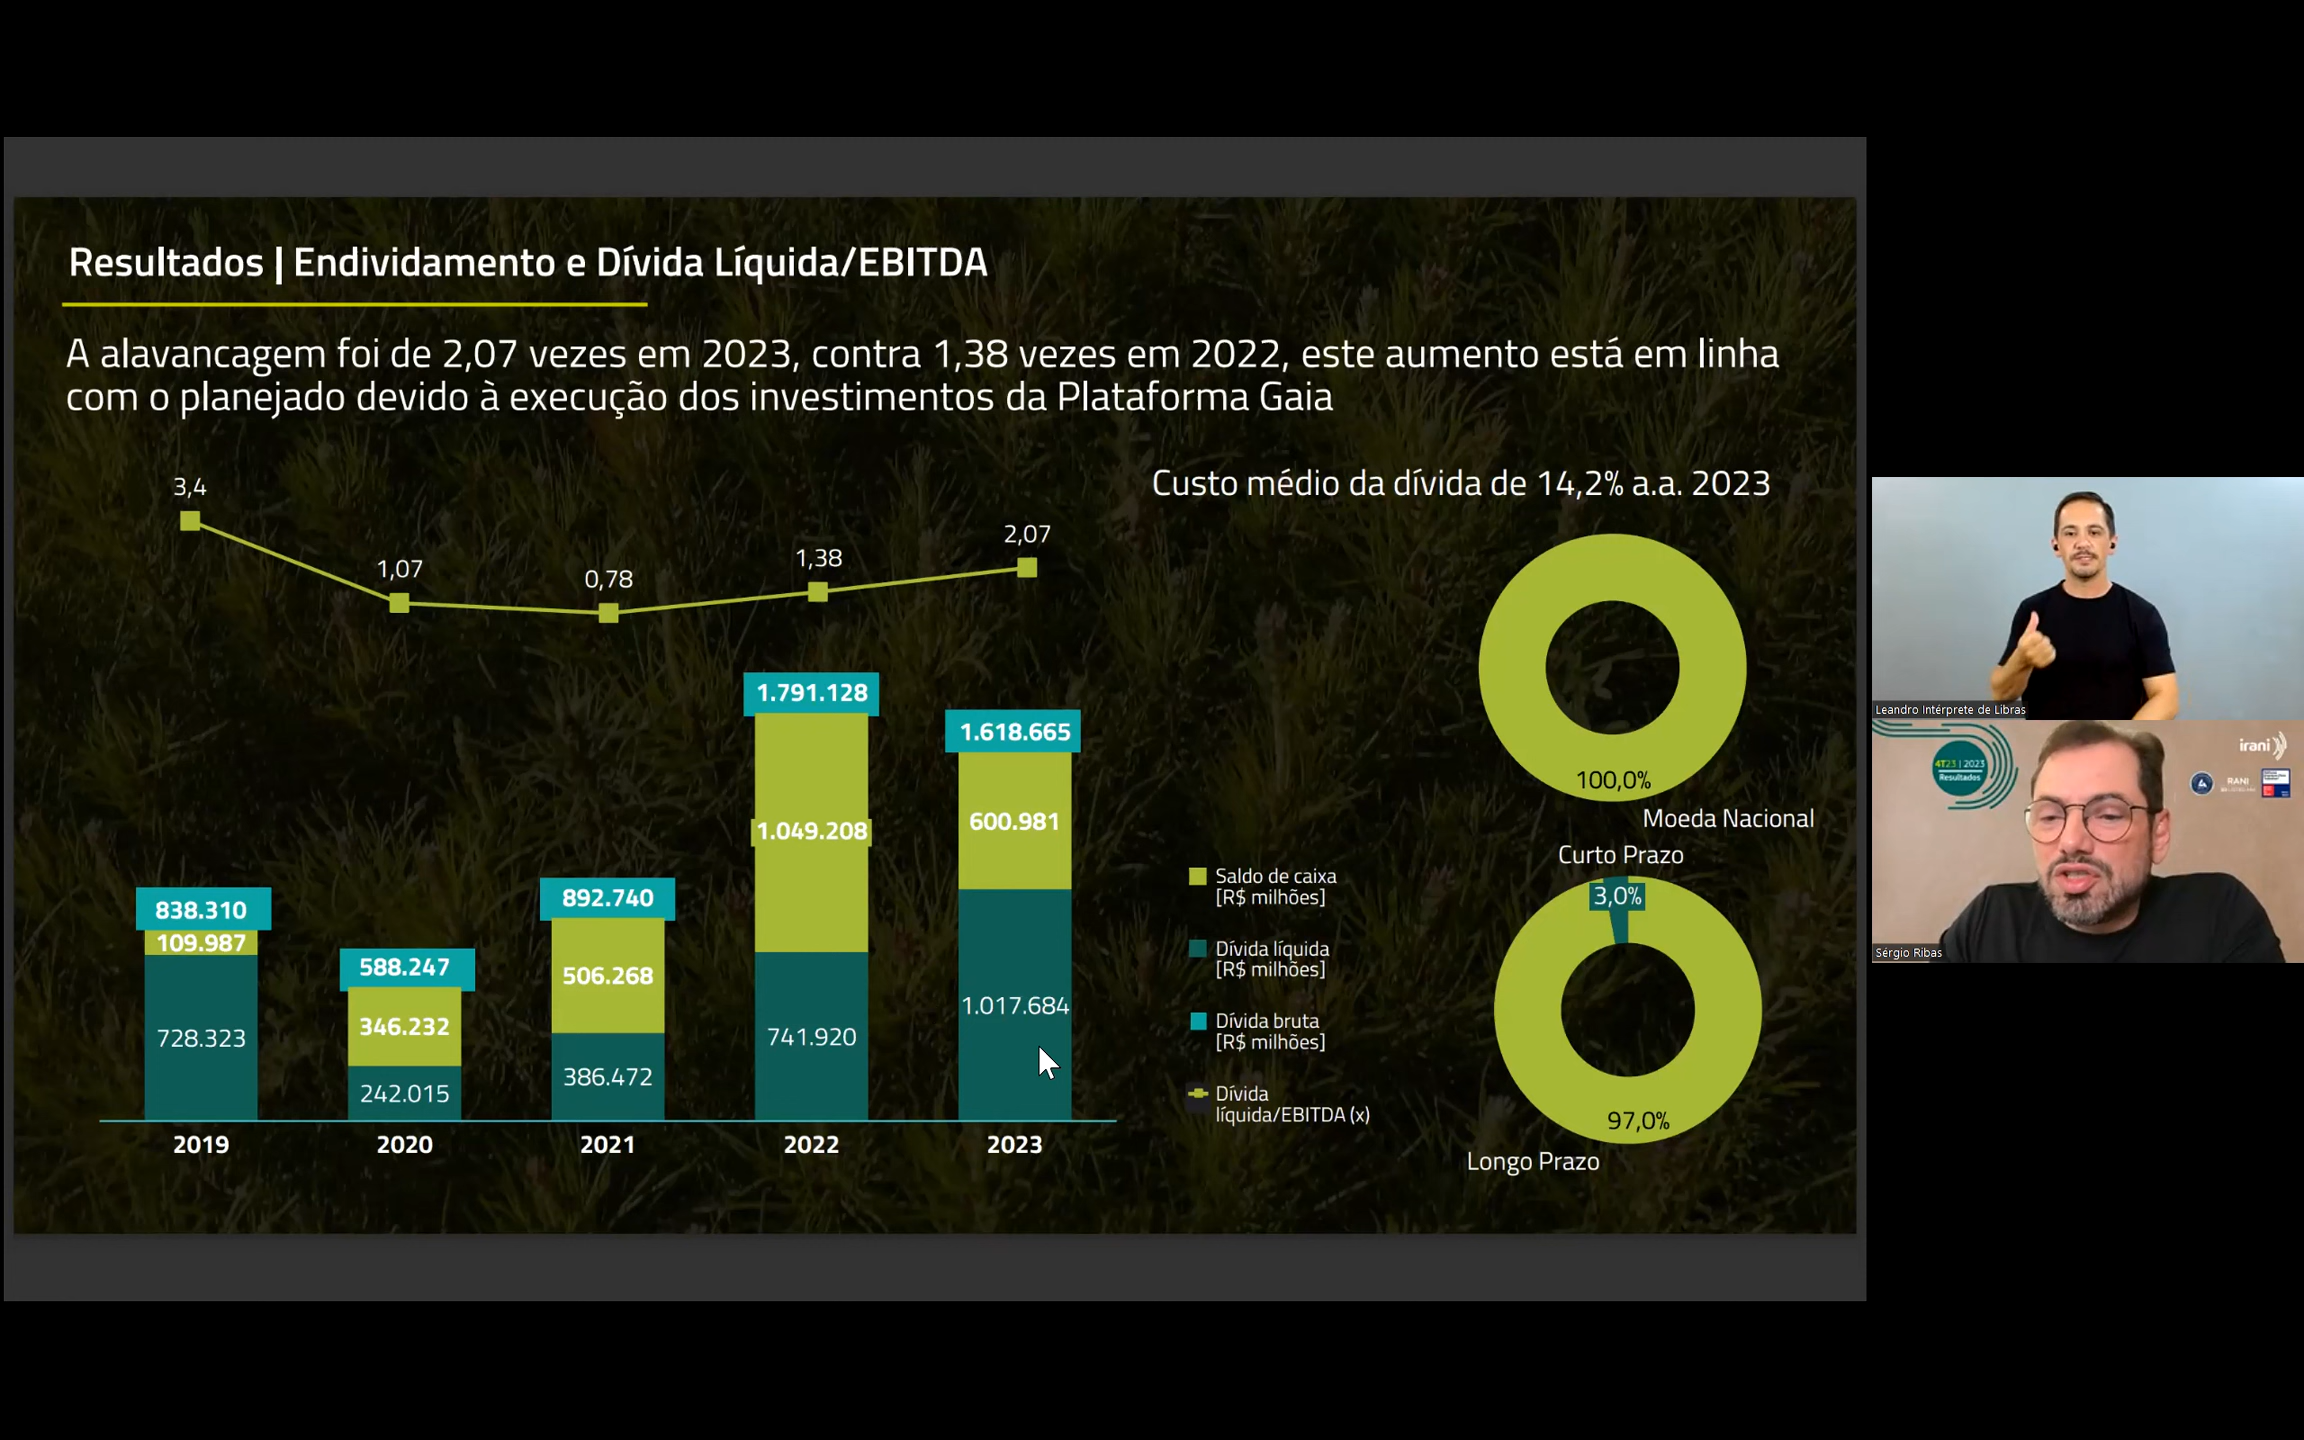 Resultados | Endividamento e Dívida Líquida/EBITDA
A alavancagem foi de 2,07 vezes em 2023, contra 1,38 vezes em 2022, este aumento está em linha
com o planejado devido à execução dos investimentos da Plataforma Gaia
3,4
1,07
0,78
1,38
2,07
838.310
109.987
728.323
588.247
346.232
242.015
892.740
506.268
386.472
1.791.128
1.049.208
741.920
1.618.665
600.981
1.017.684
2019
2020
2021
2022
2023
Saldo de caixa
[R$ milhões]
Dívida líquida
[R$ milhões]
Dívida bruta
[R$ milhões]
Dívida
líquida/EBITDA (x)
Custo médio da dívida de 14,2% a.a. 2023
100,0%
Moeda Nacional
Curto Prazo
3,0%
97,0%
Longo Prazo
Leandro Intérprete de Libras
4T23 | 2023
Resultados
irani
RANI
Sérgio Ribas